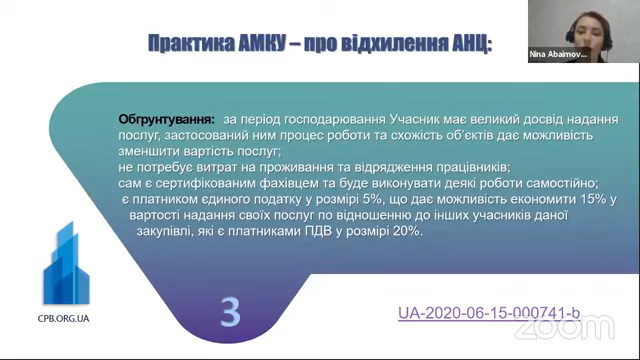 Практика АМКУ – про відхилення АНЦ:
Nina Abaimov...
Обґрунтування: за період господарювання Учасник має великий досвід надання
послуг, застосований ним процес роботи та схожість об'єктів дає можливість
зменшити вартість послуг;
не потребує витрат на проживання та відрядження працівників;
сам є сертифікованим фахівцем та буде виконувати деякі роботи самостійно;
є платником єдиного податку у розмірі 5%, що дає можливість економити 15% у
вартості надання своїх послуг по відношенню до інших учасників даної
закупівлі, які є платниками ПДВ у розмірі 20%.
3
CPB.ORG.UA
UA-2020-06-15-000741-b
zoom